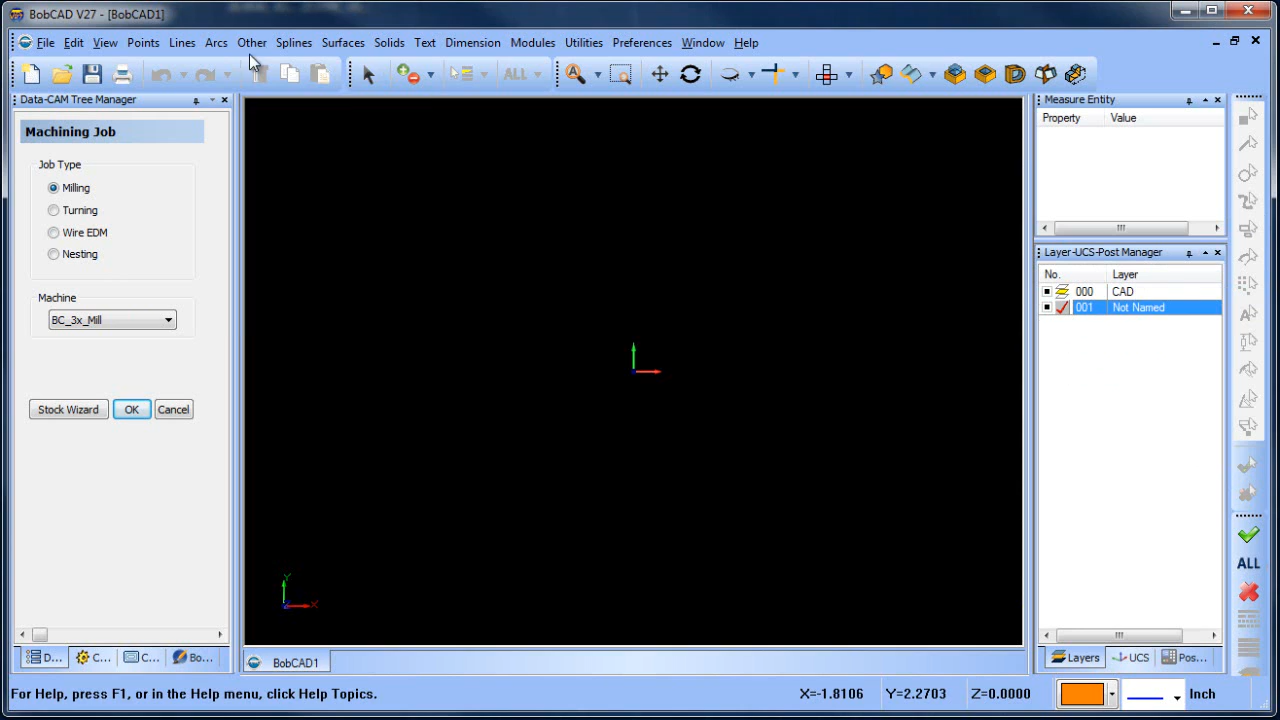 BobCAD V27 - [BobCAD1]
File Edit View Points Lines Arcs Other Splines Surfaces Solids Text Dimension Modules Utilities Preferences Window Help
ALL
Data-CAM Tree Manager
Machining Job
Job Type
Milling
Turning
Wire EDM
Nesting
Machine
BC_3x_Mill
Stock Wizard OK Cancel
D... C... C... Bo...
Y
X
BobCAD1
Measure Entity
Property Value
Layer-UCS-Post Manager
No. Layer
000 CAD
001 Not Named
Layers UCS Pos...
ALL
For Help, press F1, or in the Help menu, click Help Topics. X=-1.8106 Y=2.2703 Z=0.0000 Inch